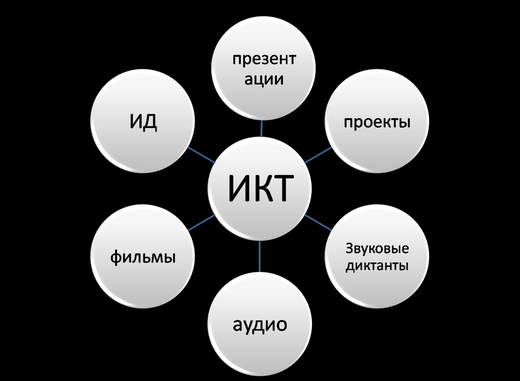 презент
ации
ИД
проекты
ИКТ
фильмы
Звуковые
диктанты
аудио